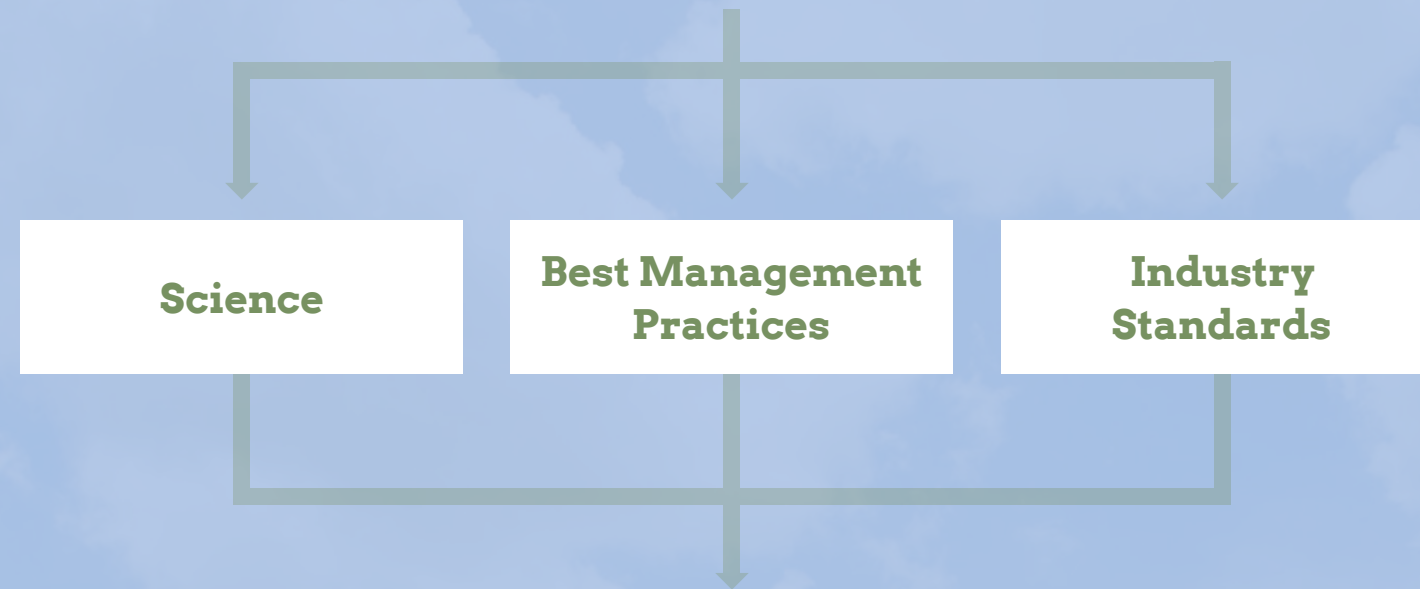 Science
Best Management
Practices
Industry
Standards